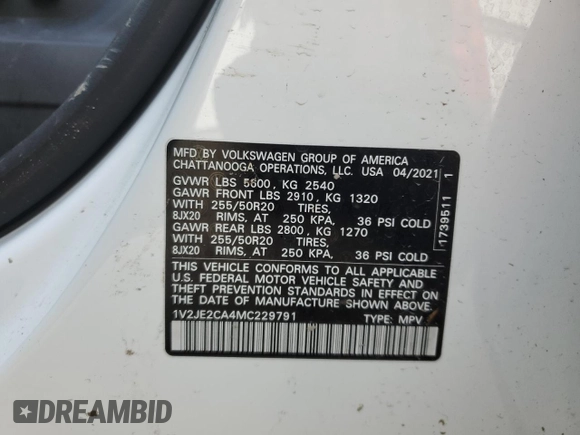 MFD BY VOLKSWAGEN GROUP OF AMERICA
CHATTANOOGA OPERATIONS, LLC. USA 04/2021
GVWR LBS 5600 , KG 2540
GAWR FRONT LBS 2910 , KG 1320
WITH 255/50R20 TIRES,
8JX20 RIMS, AT 250 KPA, 36 PSI COLD
GAWR REAR LBS 2800 , KG 1270
WITH 255/50R20 TIRES,
8JX20 RIMS, AT 250 KPA, 36 PSI COLD
THIS VEHICLE CONFORMS TO ALL APPLICABLE
U.S. FEDERAL MOTOR VEHICLE SAFETY AND
THEFT PREVENTION STANDARDS IN EFFECT ON
THE DATE OF MANUFACTURE SHOWN ABOVE.
1V2JE2CA4MC229791 TYPE: MPV
1739511 1
DREAMBID